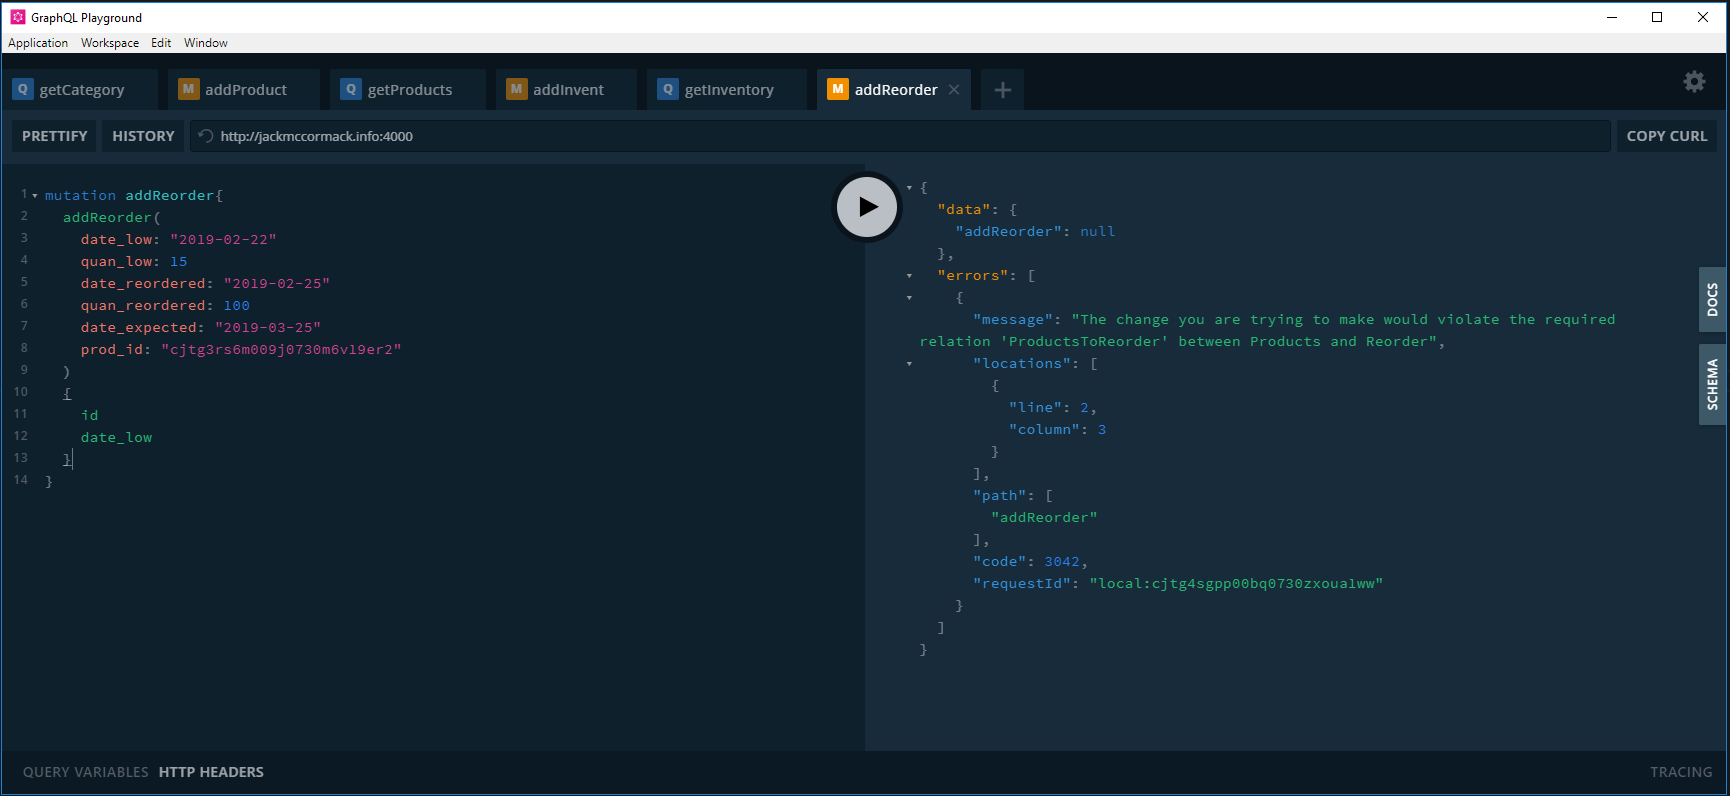 GraphQL Playground
Application Workspace Edit Window
Q getCategory M addProduct Q getProducts M addInvent Q getInventory M addReorder
PRETTIFY HISTORY http://jackmccormack.info:4000 COPY CURL
1 mutation addReorder{
2 addReorder(
3 date_low: "2019-02-22"
4 quan_low: 15
5 date_reordered: "2019-02-25"
6 quan_reordered: 100
7 date_expected: "2019-03-25"
8 prod_id: "cjtg3rs6m009j0730m6vl9er2"
9 )
10 {
11 id
12 date_low
13 }
14 }
{
"data": {
"addReorder": null
},
"errors": [
{
"message": "The change you are trying to make would violate the required
relation 'ProductsToReorder' between Products and Reorder",
"locations": [
{
"line": 2,
"column": 3
}
],
"path": [
"addReorder"
],
"code": 3042,
"requestId": "local:cjtg4sgpp00bq0730zxoualww"
}
]
}
DOCS
SCHEMA
QUERY VARIABLES HTTP HEADERS TRACING